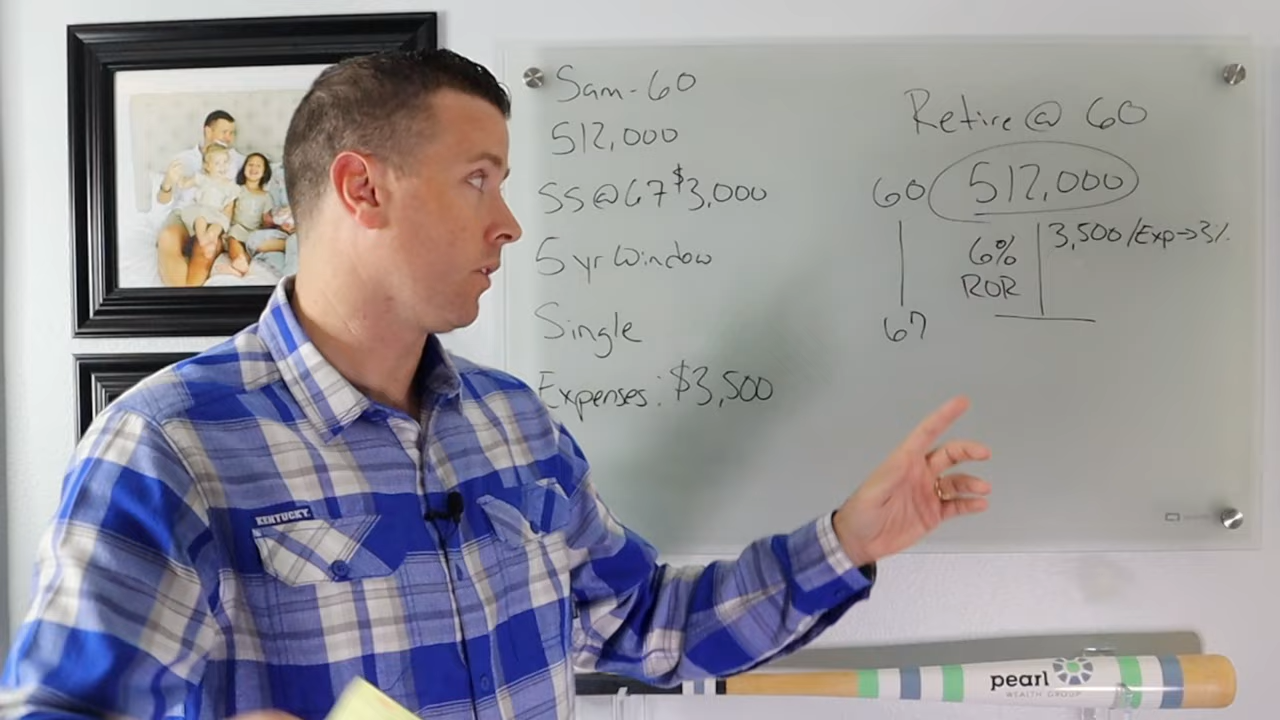 Sam - 60
512,000
SS @ 67 $3,000
5 yr Window
Single
Expenses: $3,500
Retire @ 60
60 512,000
6% 3,500/Exp→3%
ROR
67
KENTUCKY
pearl
WEALTH GROUP